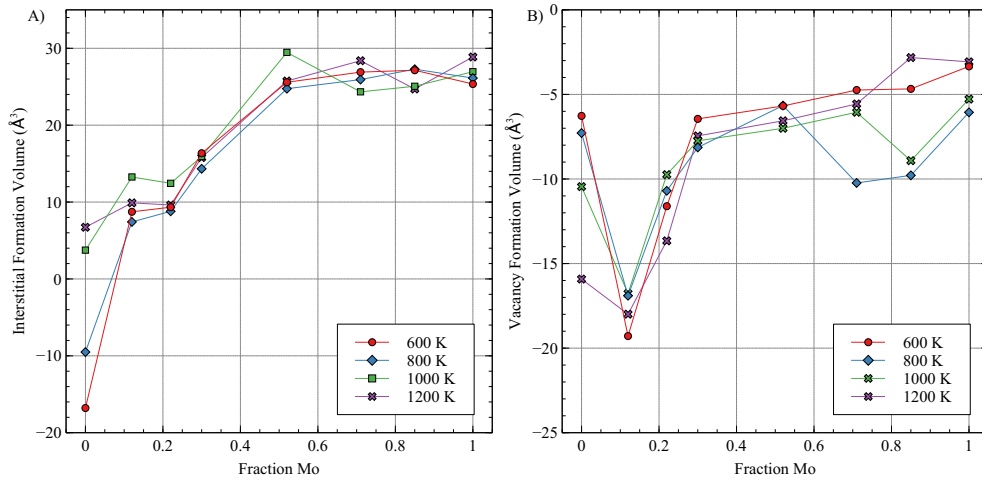 A)
Interstitial Formation Volume (Å³)
30
20
10
0
−10
−20
0
0.2
0.4
0.6
0.8
1
Fraction Mo
600 K
800 K
1000 K
1200 K
B)
Vacancy Formation Volume (Å³)
0
−5
−10
−15
−20
−25
0
0.2
0.4
0.6
0.8
1
Fraction Mo
600 K
800 K
1000 K
1200 K